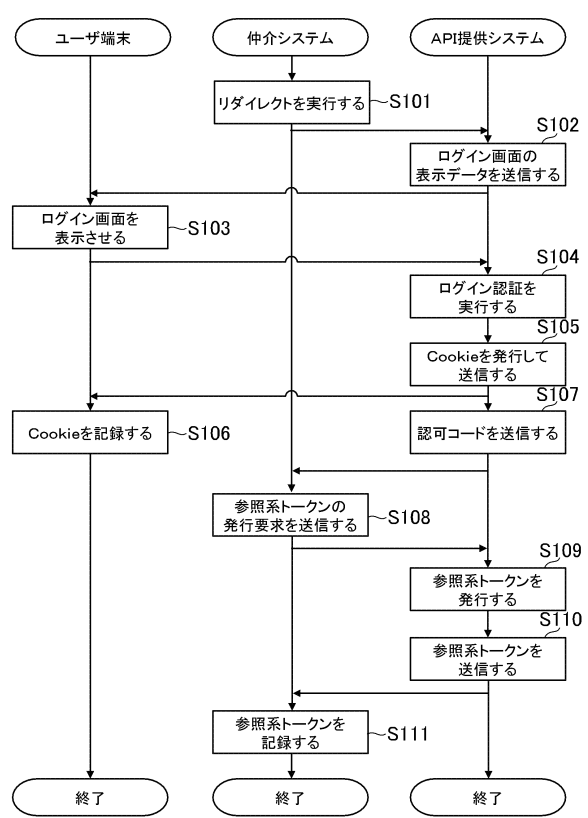 ユーザ端末
仲介システム
API提供システム
リダイレクトを実行する
S101
S102
ログイン画面の
表示データを送信する
ログイン画面を
表示させる
S103
S104
ログイン認証を
実行する
S105
Cookieを発行して
送信する
S107
Cookieを記録する
S106
認可コードを送信する
参照系トークンの
発行要求を送信する
S108
S109
参照系トークンを
発行する
S110
参照系トークンを
送信する
参照系トークンを
記録する
S111
終了
終了
終了